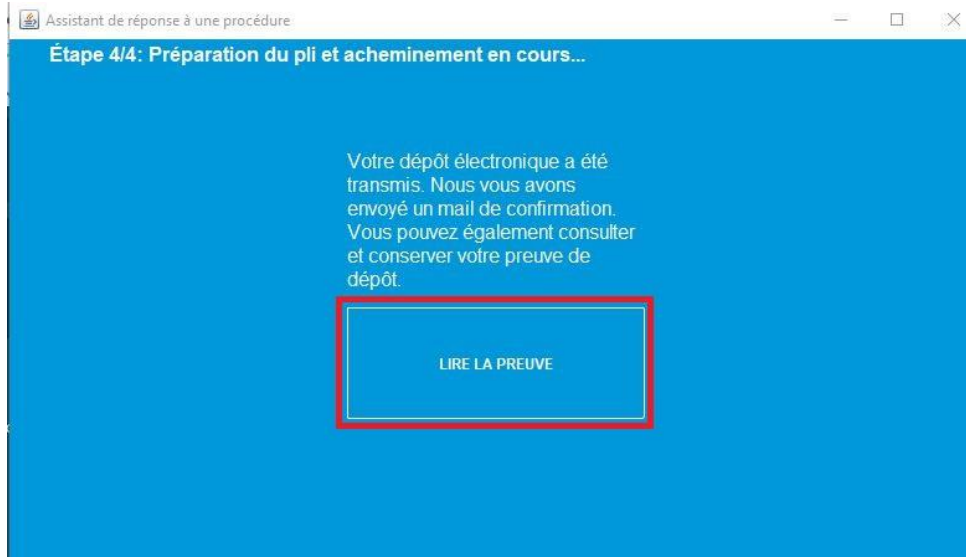 Assistant de réponse à une procédure
Étape 4/4: Préparation du pli et acheminement en cours...
Votre dépôt électronique a été
transmis. Nous vous avons
envoyé un mail de confirmation.
Vous pouvez également consulter
et conserver votre preuve de
dépôt.
LIRE LA PREUVE